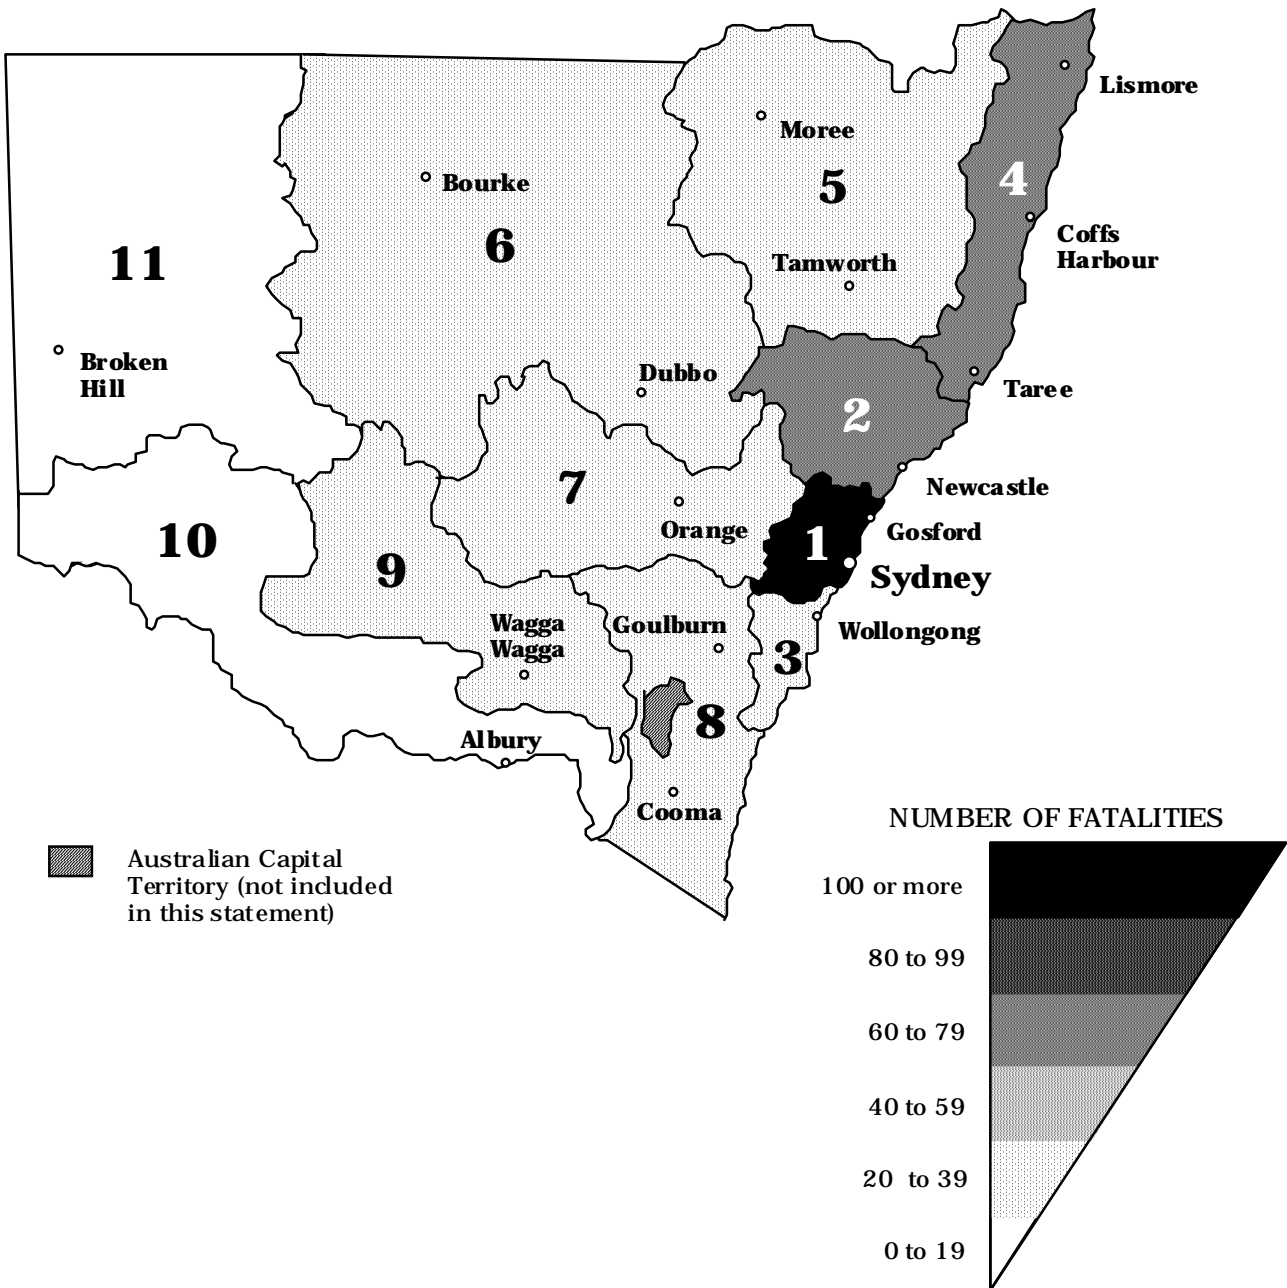 Lismore
Moree
4
5
Bourke
Coffs
Harbour
6
11
Tamworth
Broken
Hill
Dubbo
Taree
2
7
Newcastle
Orange
Gosford
10
1
9
Sydney
Wagga
Wagga
Goulburn
Wollongong
3
8
Albury
Cooma
NUMBER OF FATALITIES
Australian Capital
Territory (not included
in this statement)
100 or more
80 to 99
60 to 79
40 to 59
20 to 39
0 to 19